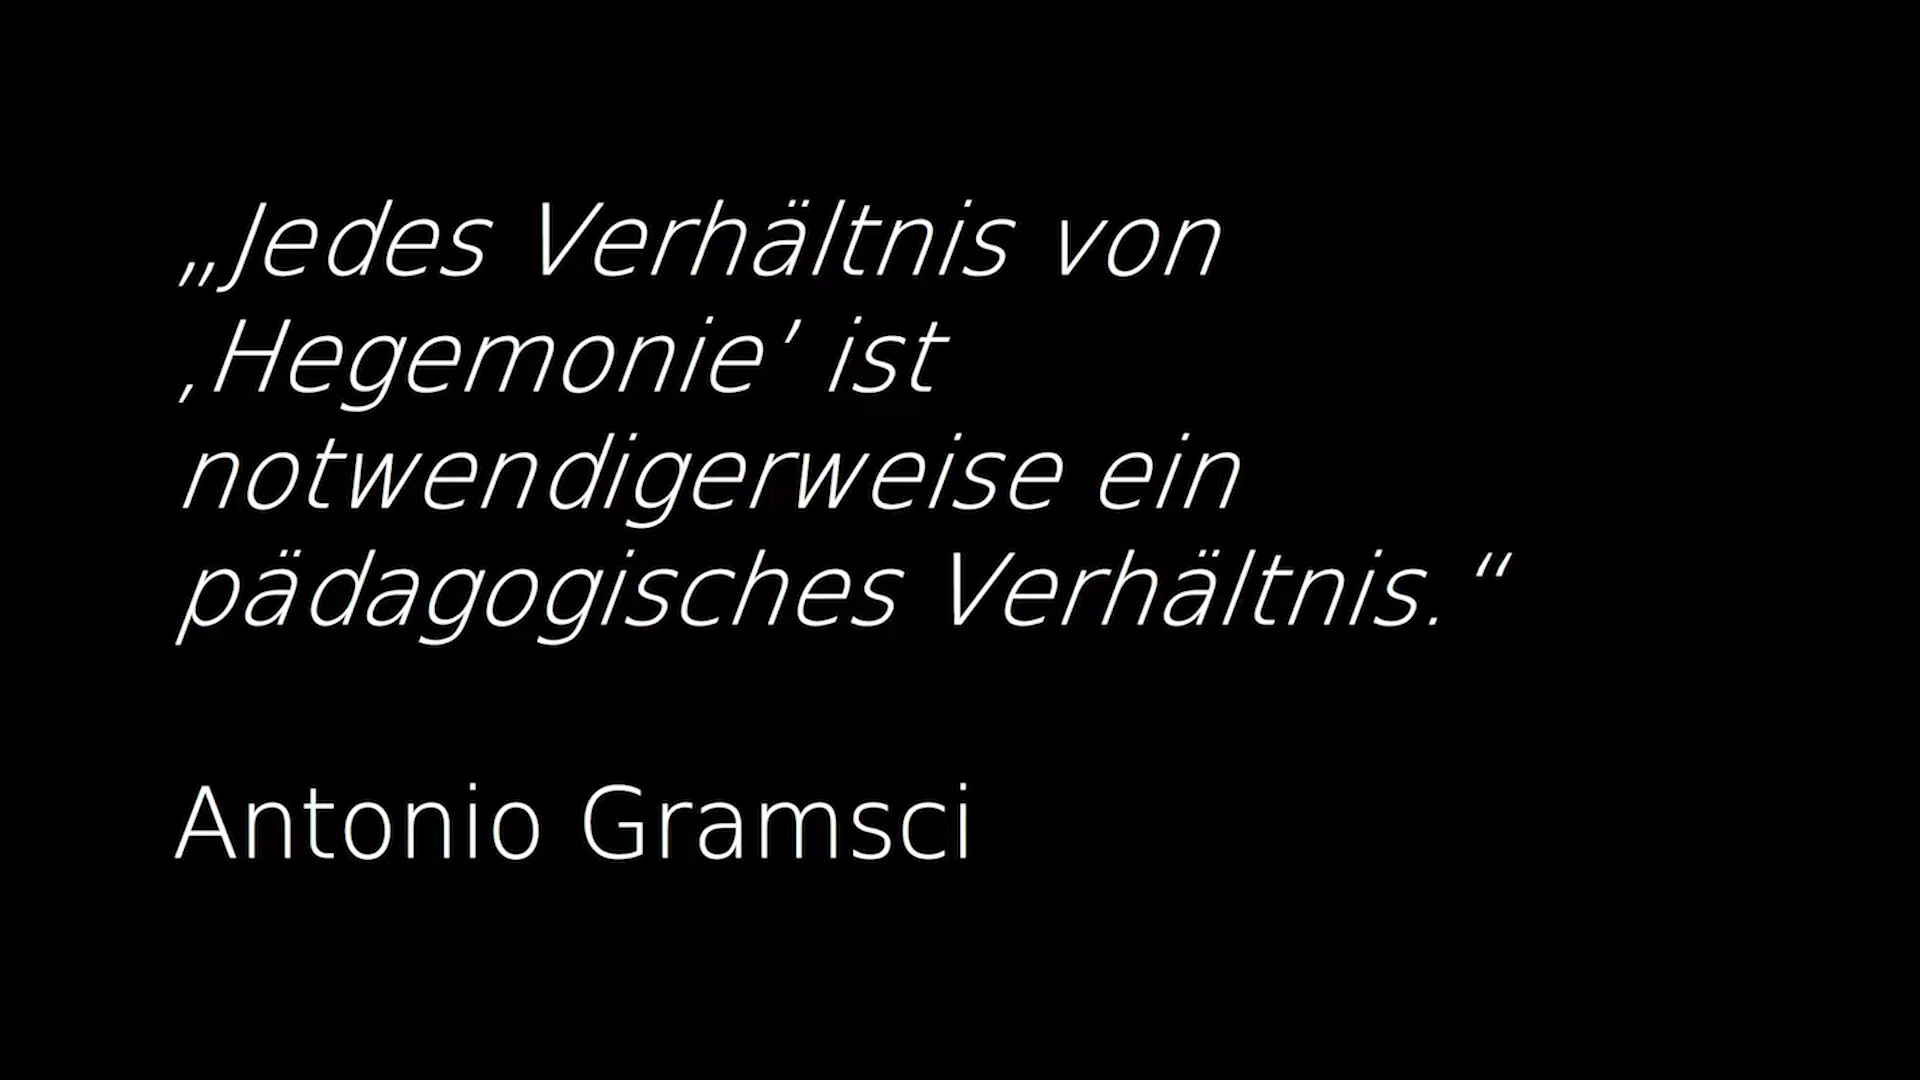 „Jedes Verhältnis von
‚Hegemonie’ ist
notwendigerweise ein
pädagogisches Verhältnis.“
Antonio Gramsci